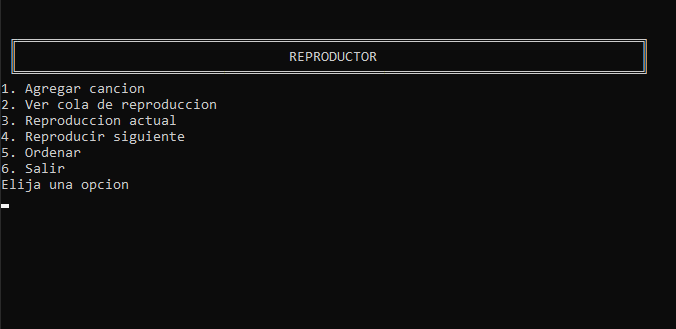 REPRODUCTOR
1. Agregar cancion
2. Ver cola de reproduccion
3. Reproduccion actual
4. Reproducir siguiente
5. Ordenar
6. Salir
Elija una opcion